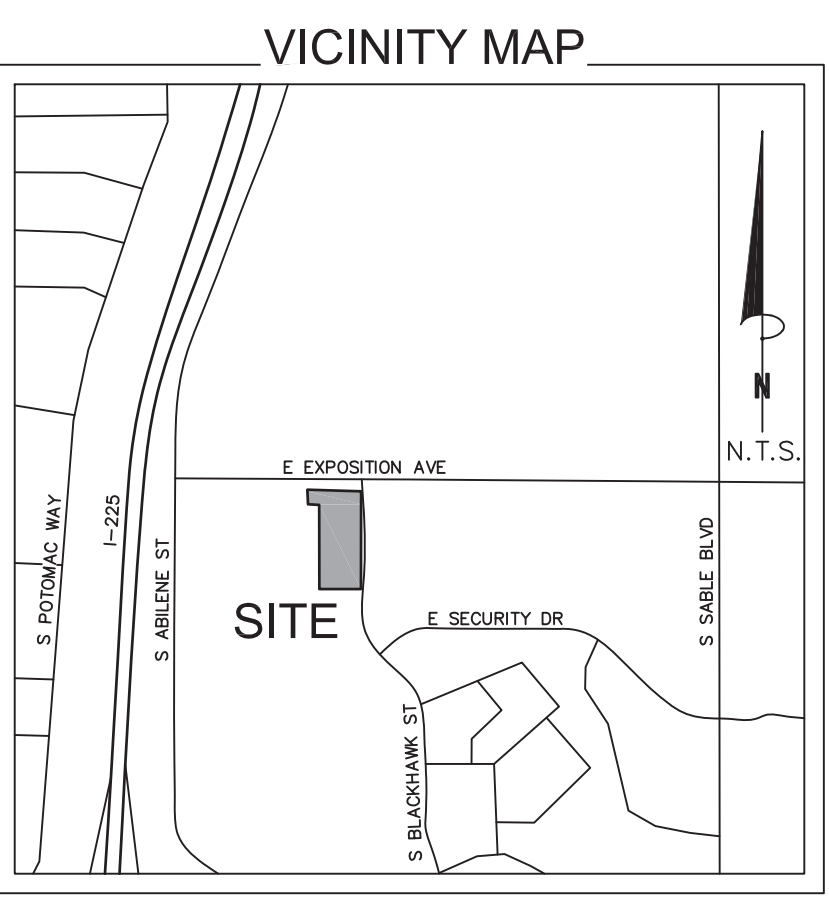 VICINITY MAP
N
N.T.S.
E EXPOSITION AVE
S POTOMAC WAY
I-225
S ABILENE ST
S SABLE BLVD
SITE
E SECURITY DR
S BLACKHAWK ST